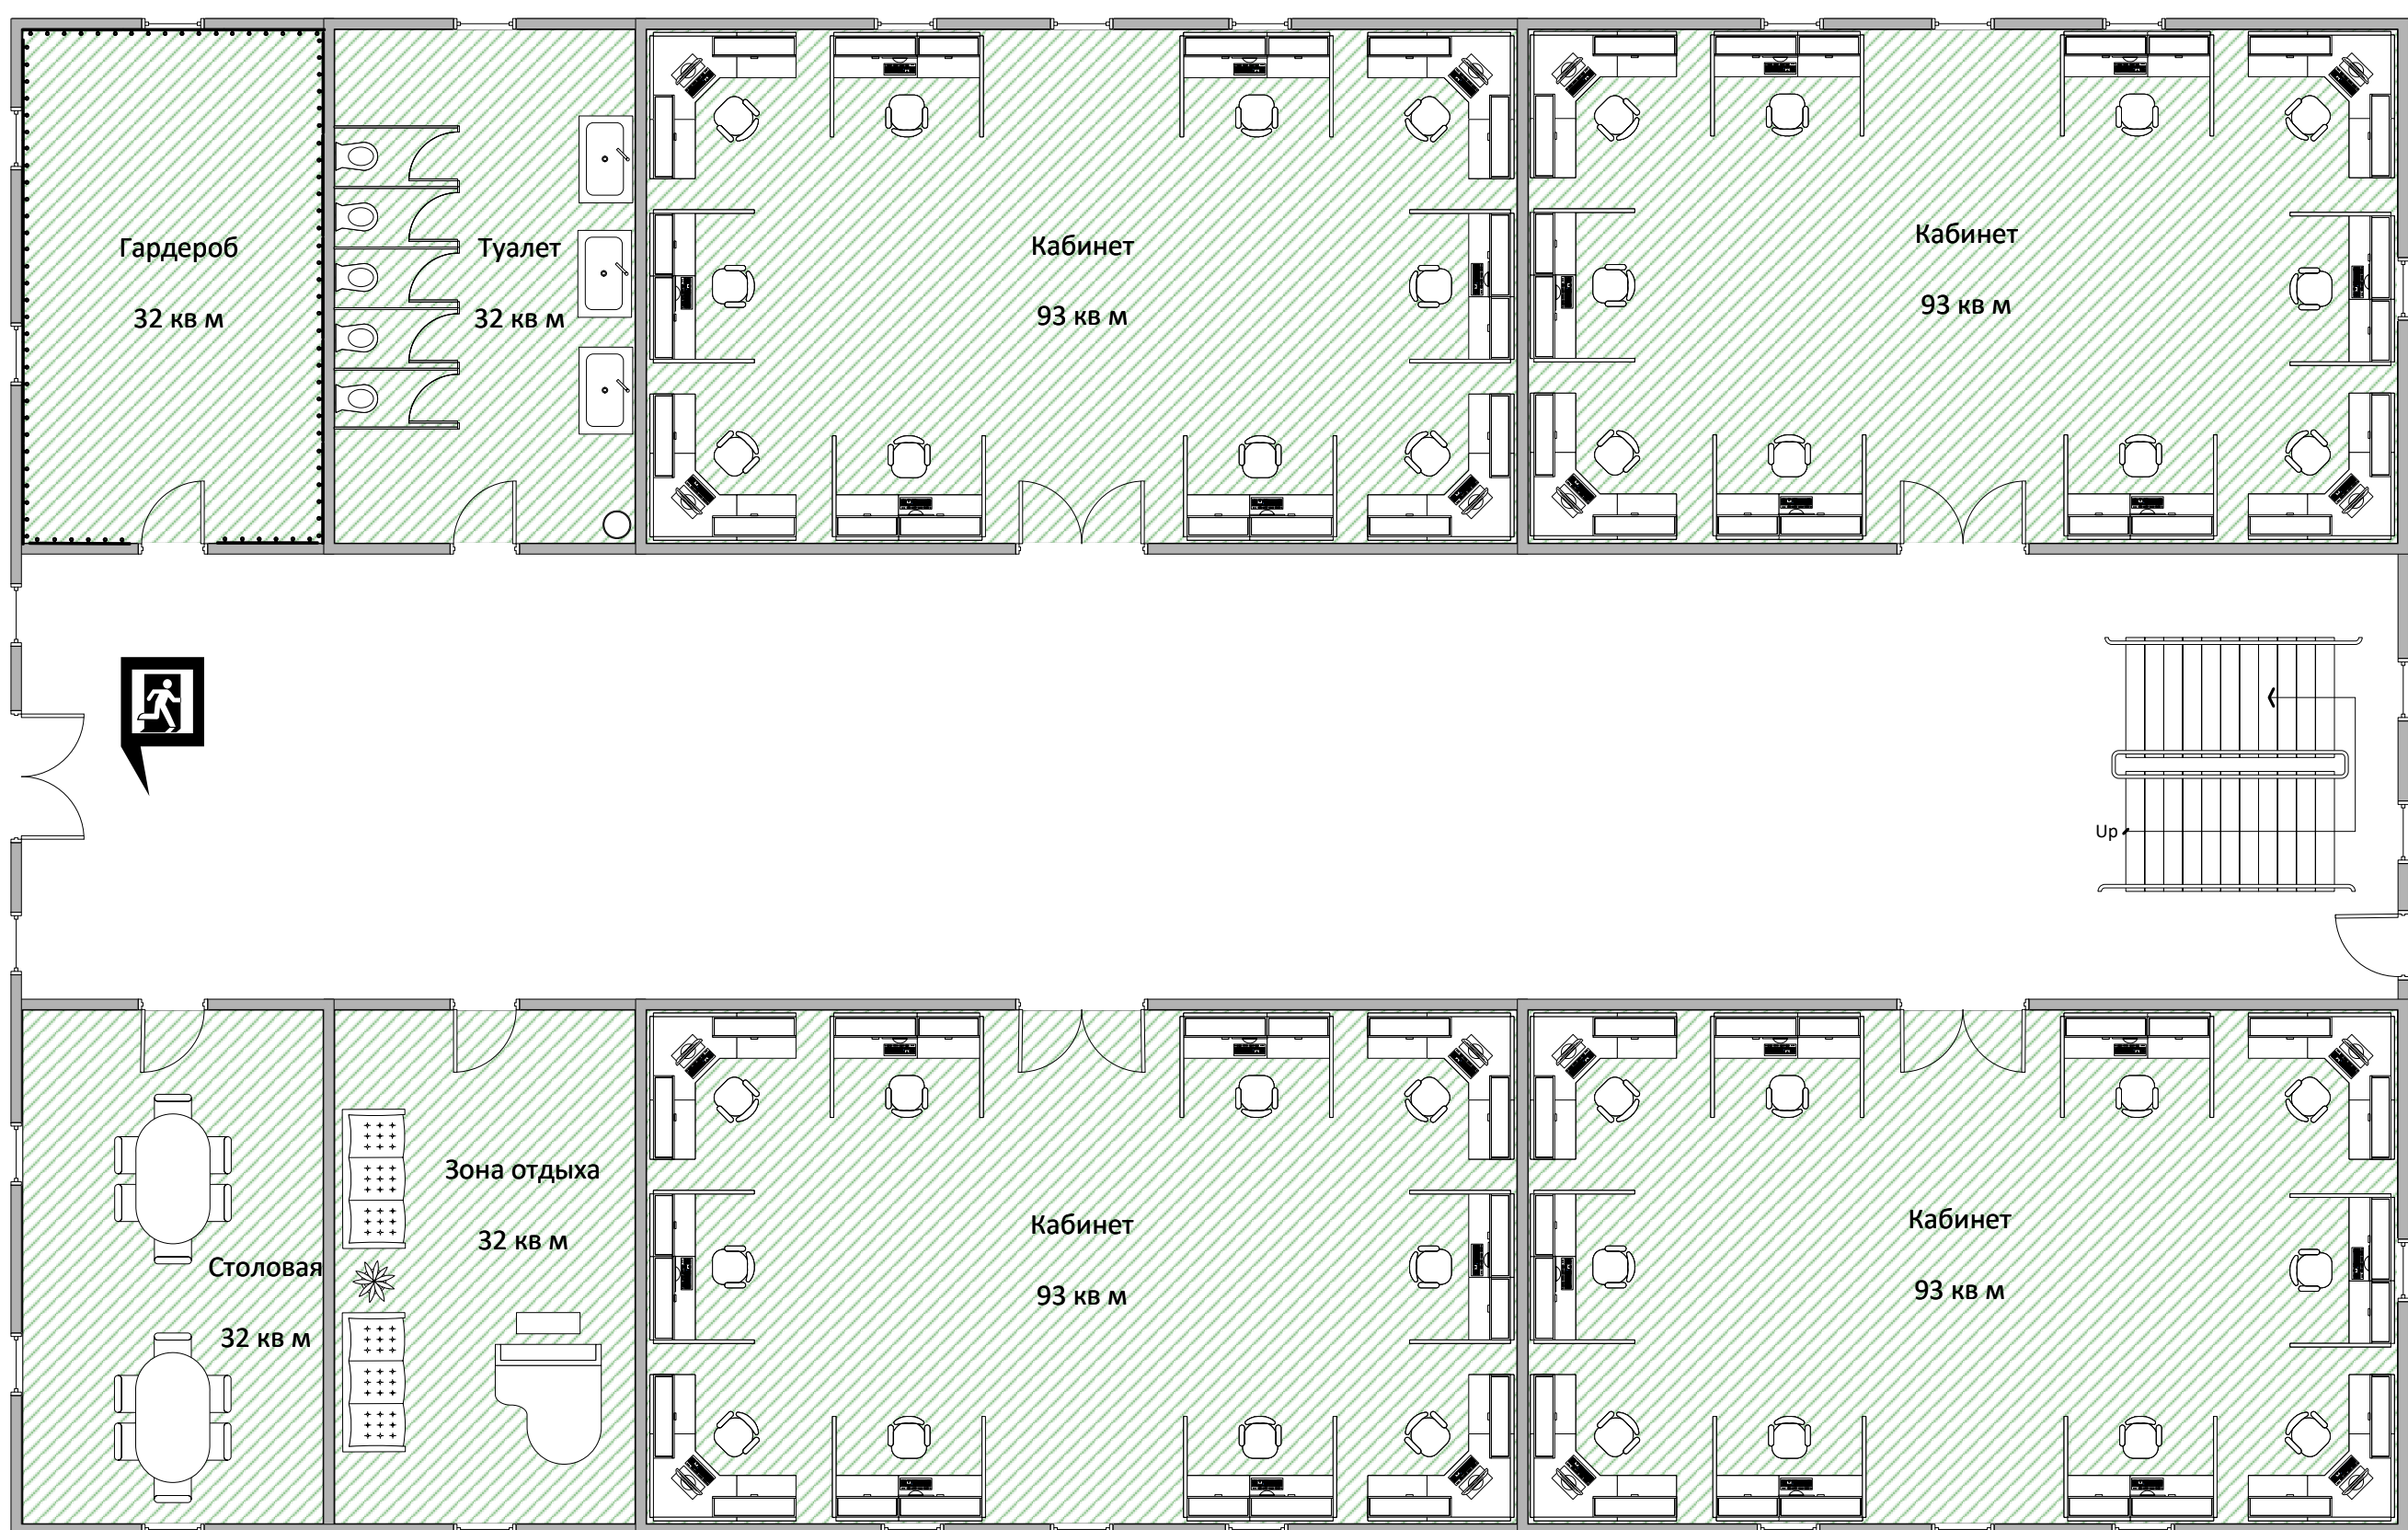 Гардероб
32 кв м
Туалет
32 кв м
Кабинет
93 кв м
Кабинет
93 кв м
Up
Столовая
32 кв м
Зона отдыха
32 кв м
Кабинет
93 кв м
Кабинет
93 кв м